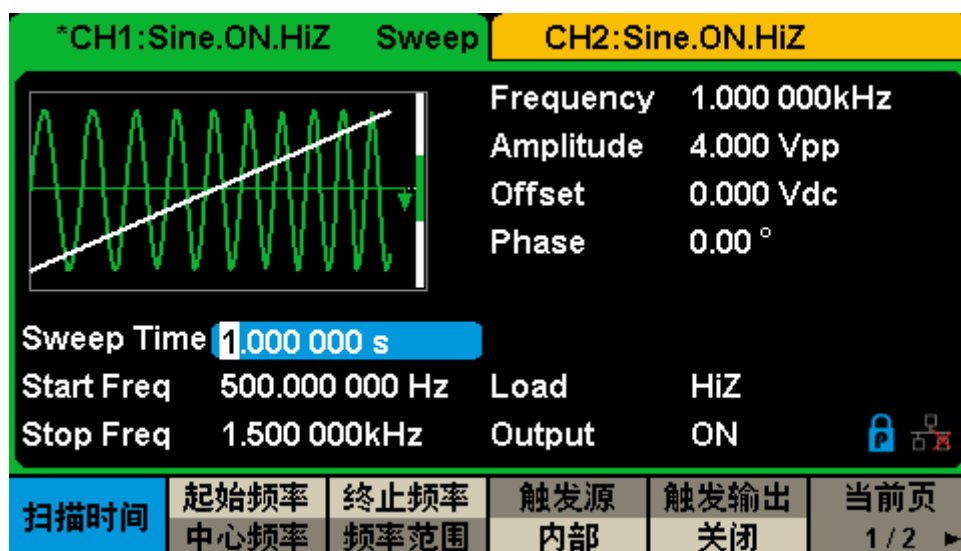 *CH1:Sine.ON.HiZ Sweep CH2:Sine.ON.HiZ
Frequency 1.000 000kHz
Amplitude 4.000 Vpp
Offset 0.000 Vdc
Phase 0.00 °
Sweep Time 1.000 000 s
Start Freq 500.000 000 Hz Load HiZ
Stop Freq 1.500 000kHz Output ON
扫描时间 起始频率 终止频率 触发源 触发输出 当前页
中心频率 频率范围 内部 关闭 1/2 ►